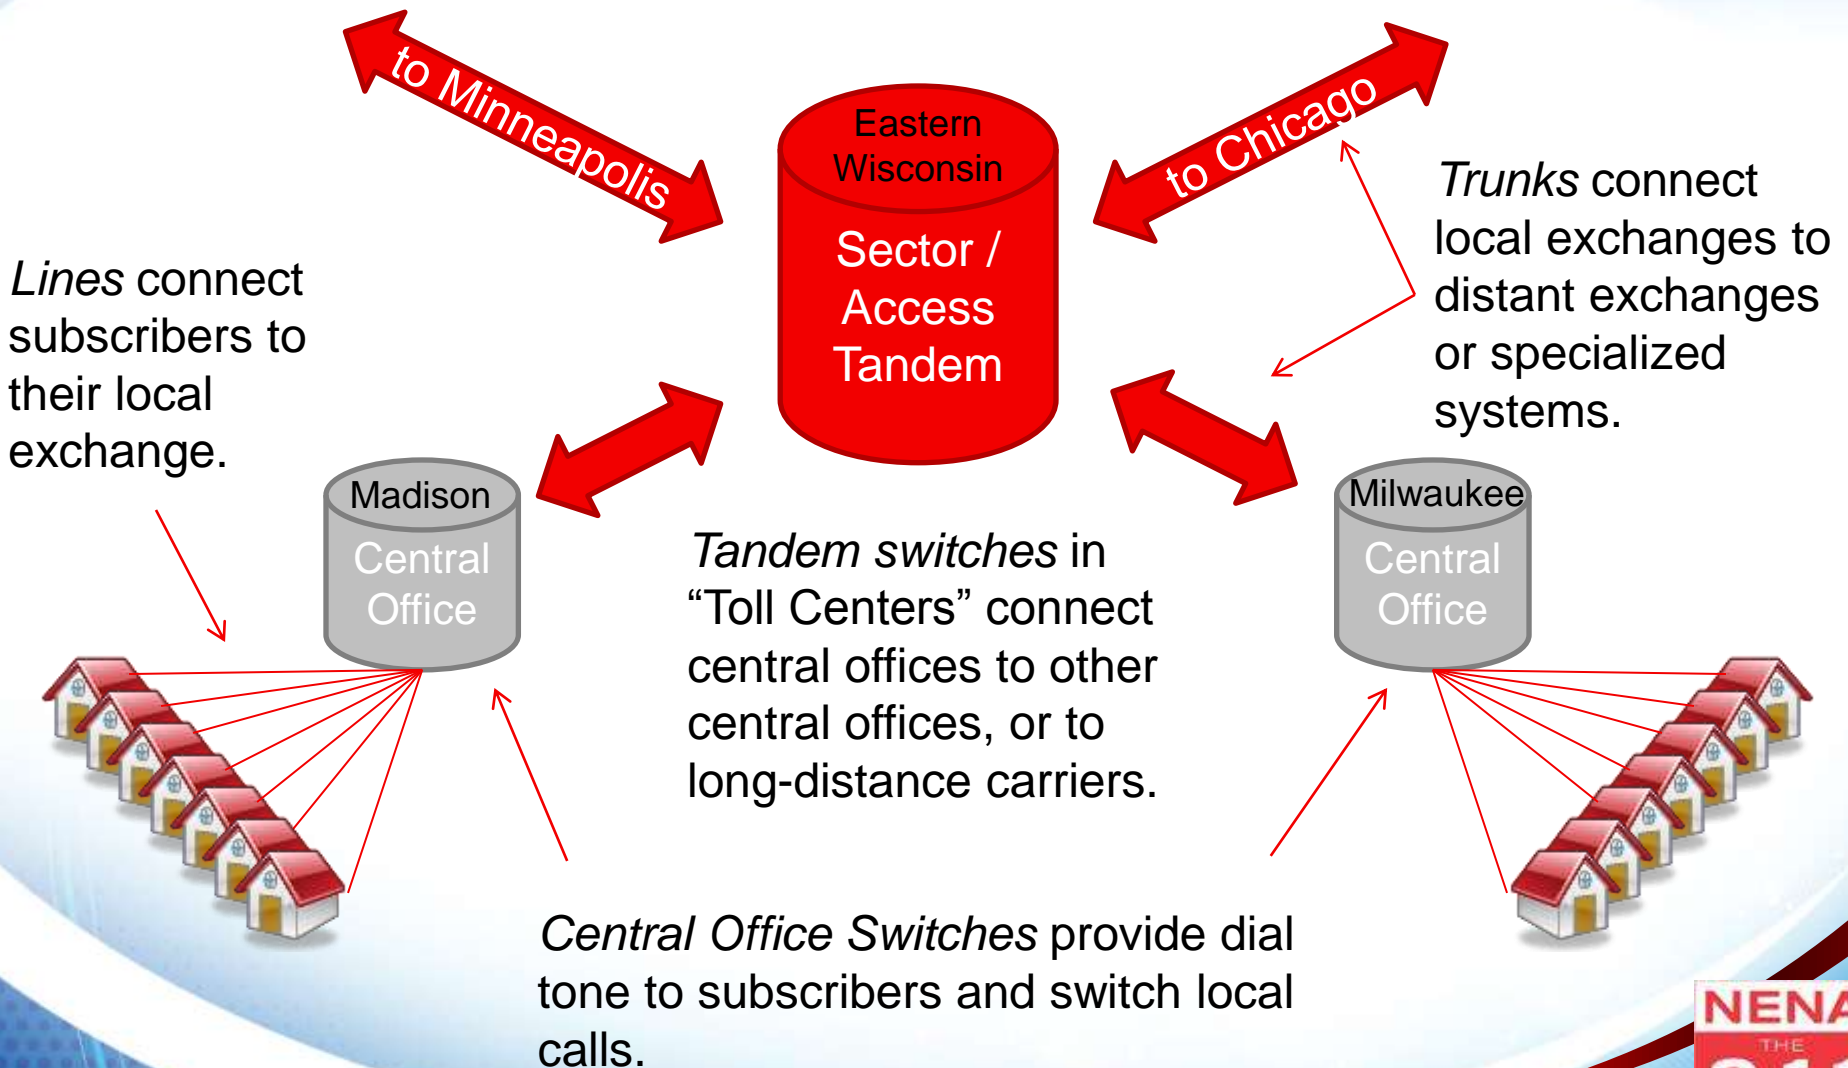 to Minneapolis
to Chicago
Eastern
Wisconsin
Sector /
Access
Tandem
Trunks connect
local exchanges to
distant exchanges
or specialized
systems.
Lines connect
subscribers to
their local
exchange.
Madison
Central
Office
Milwaukee
Central
Office
Tandem switches in
“Toll Centers” connect
central offices to other
central offices, or to
long-distance carriers.
Central Office Switches provide dial
tone to subscribers and switch local
calls.
NENA
THE